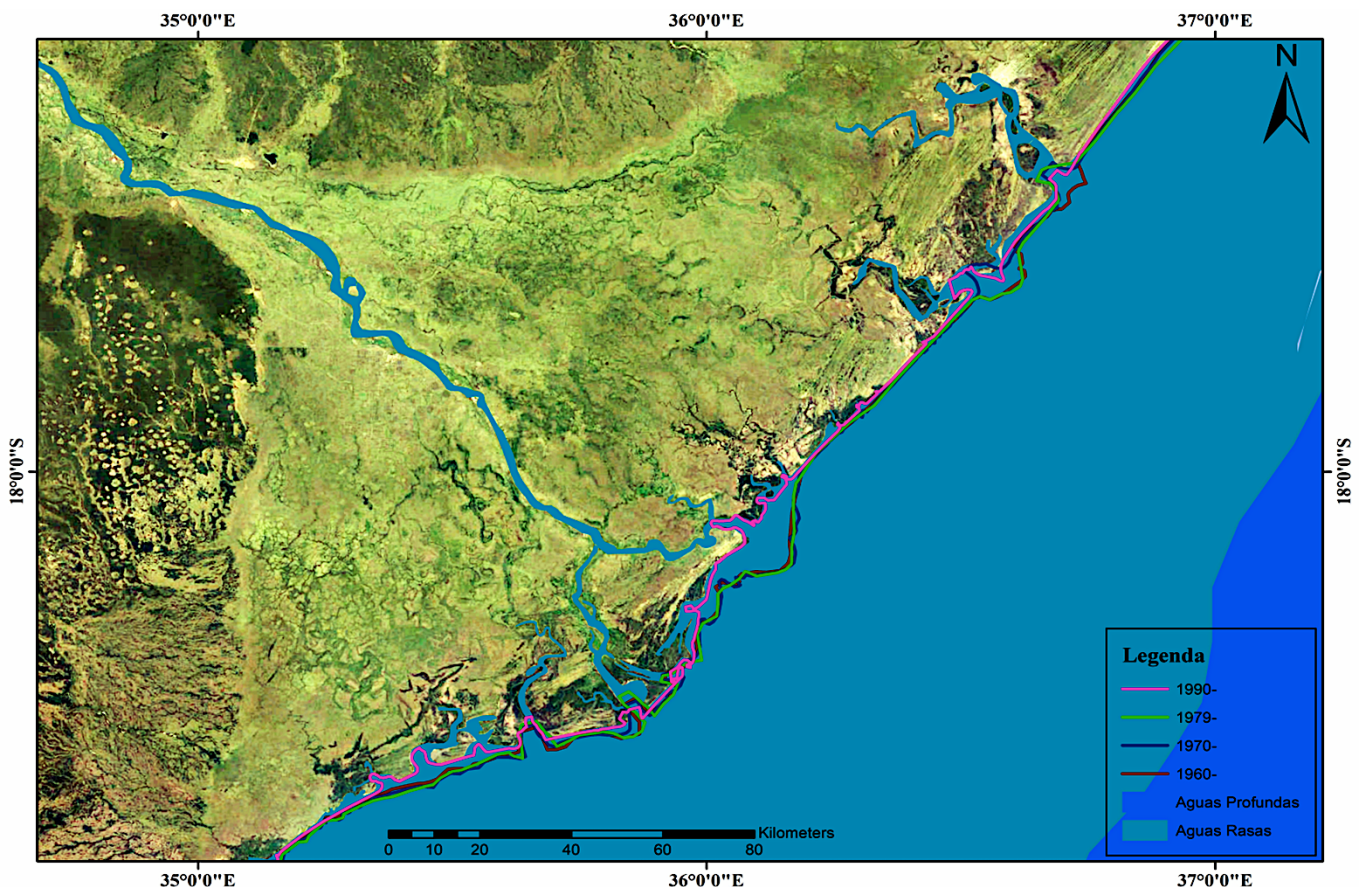 35°0'0"E 36°0'0"E 37°0'0"E
N
18°0'0"S 18°0'0"S
Legenda
1990-
1979-
1970-
1960-
Aguas Profundas
Aguas Rasas
Kilometers
0 10 20 40 60 80
35°0'0"E 36°0'0"E 37°0'0"E